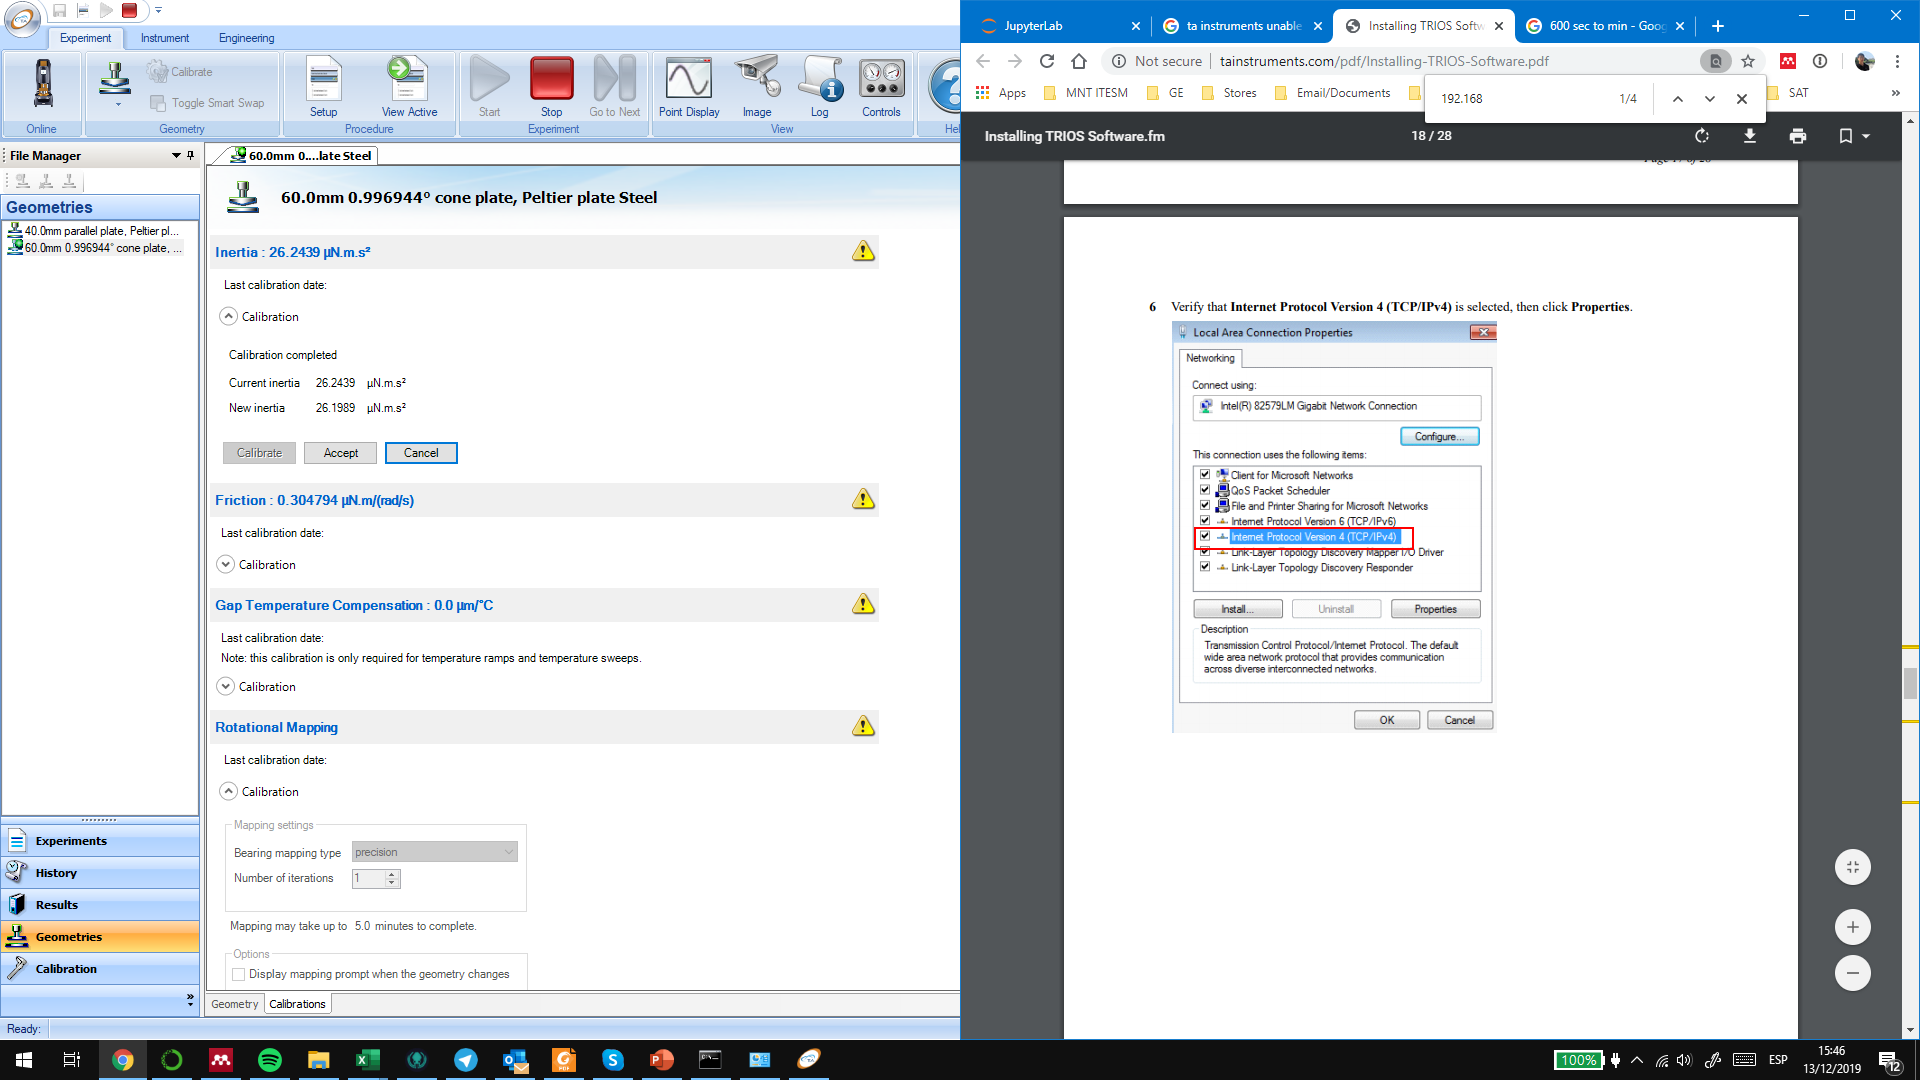 Experiment
Instrument
Engineering
Online
Calibrate
Toggle Smart Swap
Geometry
Setup
View Active
Procedure
Start
Stop
Go to Next
Experiment
Point Display
Image
Log
Controls
View
Hel
File Manager
Geometries
40.0mm parallel plate, Peltier pl...
60.0mm 0.996944° cone plate, ...
Experiments
History
Results
Geometries
Calibration
Ready:
60.0mm 0....late Steel
60.0mm 0.996944° cone plate, Peltier plate Steel
Inertia : 26.2439 µN.m.s²
Last calibration date:
Calibration
Calibration completed
Current inertia 26.2439 µN.m.s²
New inertia 26.1989 µN.m.s²
Calibrate Accept Cancel
Friction : 0.304794 µN.m/(rad/s)
Last calibration date:
Calibration
Gap Temperature Compensation : 0.0 µm/°C
Last calibration date:
Note: this calibration is only required for temperature ramps and temperature sweeps.
Calibration
Rotational Mapping
Last calibration date:
Calibration
Mapping settings
Bearing mapping type precision
Number of iterations 1
Mapping may take up to 5.0 minutes to complete.
Options
Display mapping prompt when the geometry changes
Geometry Calibrations
JupyterLab
ta instruments unable
Installing TRIOS Softw
600 sec to min - Goog
Not secure tainstruments.com/pdf/Installing-TRIOS-Software.pdf
Apps MNT ITESM GE Stores Email/Documents SAT
192.168 1/4
Installing TRIOS Software.fm 18 / 28
6 Verify that Internet Protocol Version 4 (TCP/IPv4) is selected, then click Properties.
Local Area Connection Properties
Networking
Connect using:
Intel(R) 82579LM Gigabit Network Connection
Configure...
This connection uses the following items:
Client for Microsoft Networks
QoS Packet Scheduler
File and Printer Sharing for Microsoft Networks
Internet Protocol Version 6 (TCP/IPv6)
Internet Protocol Version 4 (TCP/IPv4)
Link-Layer Topology Discovery Mapper I/O Driver
Link-Layer Topology Discovery Responder
Install... Uninstall Properties
Description
Transmission Control Protocol/Internet Protocol. The default
wide area network protocol that provides communication
across diverse interconnected networks.
OK Cancel
100%
ESP
15:46
13/12/2019
12